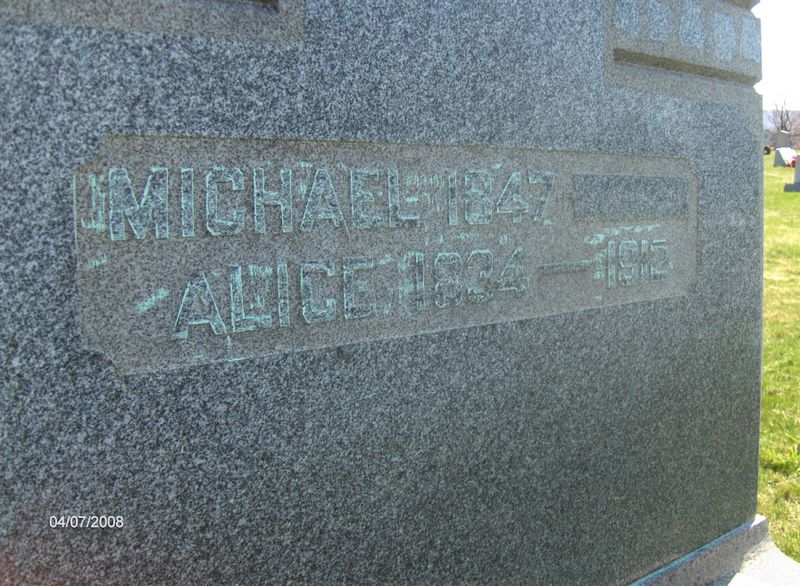 MICHAEL 1847
ALICE 1834 — 1912
04/07/2008